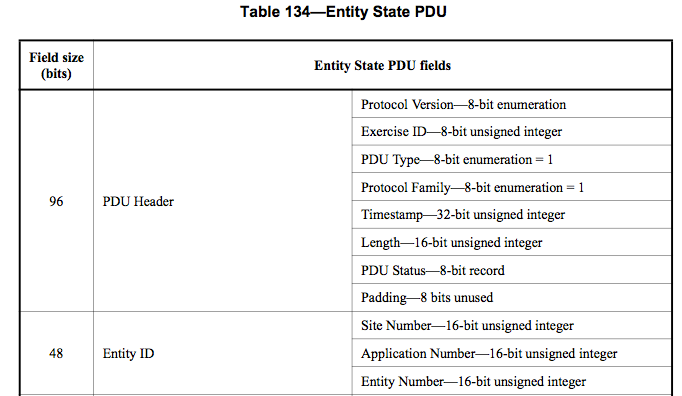 Table 134—Entity State PDU
Field size
(bits)
Entity State PDU fields
96
PDU Header
Protocol Version—8-bit enumeration
Exercise ID—8-bit unsigned integer
PDU Type—8-bit enumeration = 1
Protocol Family—8-bit enumeration = 1
Timestamp—32-bit unsigned integer
Length—16-bit unsigned integer
PDU Status—8-bit record
Padding—8 bits unused
48
Entity ID
Site Number—16-bit unsigned integer
Application Number—16-bit unsigned integer
Entity Number—16-bit unsigned integer